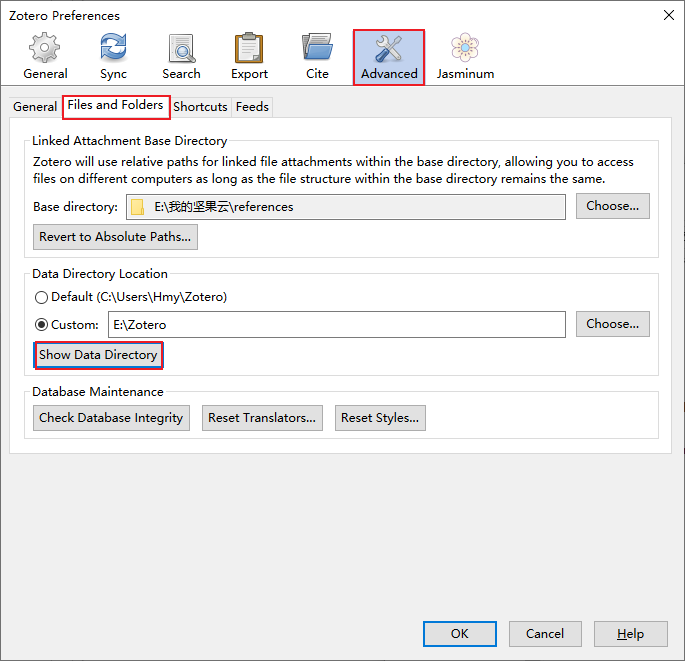 Zotero Preferences
General Sync Search Export Cite Advanced Jasminum
General Files and Folders Shortcuts Feeds
Linked Attachment Base Directory
Zotero will use relative paths for linked file attachments within the base directory, allowing you to access
files on different computers as long as the file structure within the base directory remains the same.
Base directory: E:\我的坚果云\references Choose...
Revert to Absolute Paths...
Data Directory Location
Default (C:\Users\Hmy\Zotero)
Custom: E:\Zotero Choose...
Show Data Directory
Database Maintenance
Check Database Integrity Reset Translators... Reset Styles...
OK Cancel Help